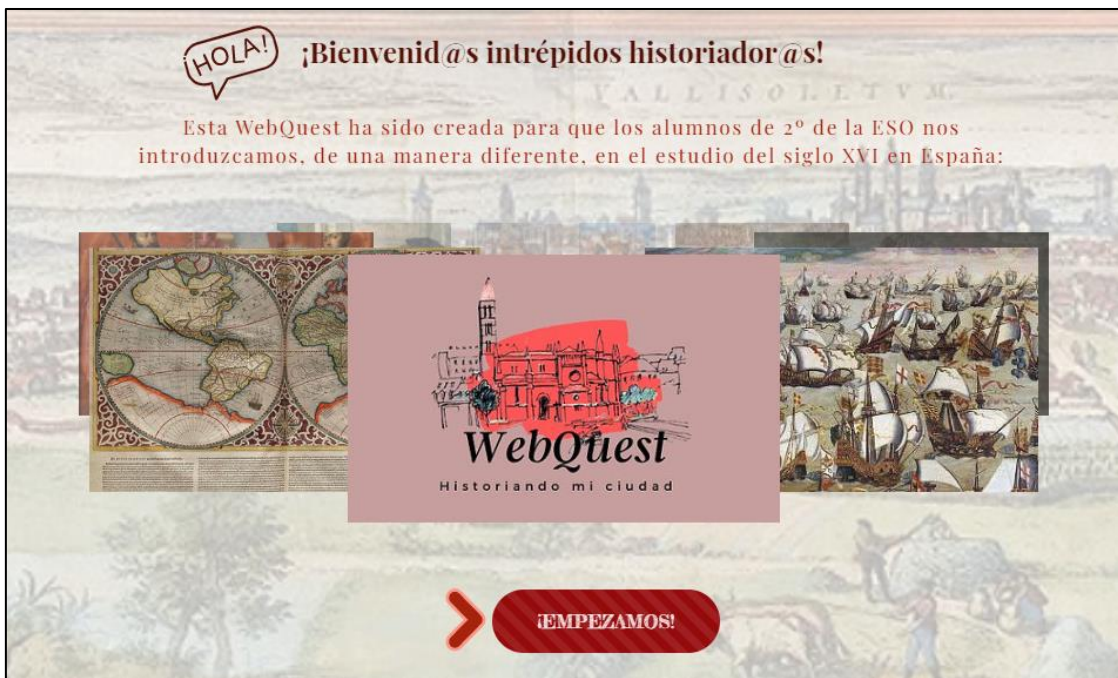 HOLA!
¡Bienvenid@s intrépidos historiador@s!
VALLISOLETVM.
Esta WebQuest ha sido creada para que los alumnos de 2º de la ESO nos
introduzcamos, de una manera diferente, en el estudio del siglo XVI en España:
WebQuest
Historiando mi ciudad
¡EMPEZAMOS!